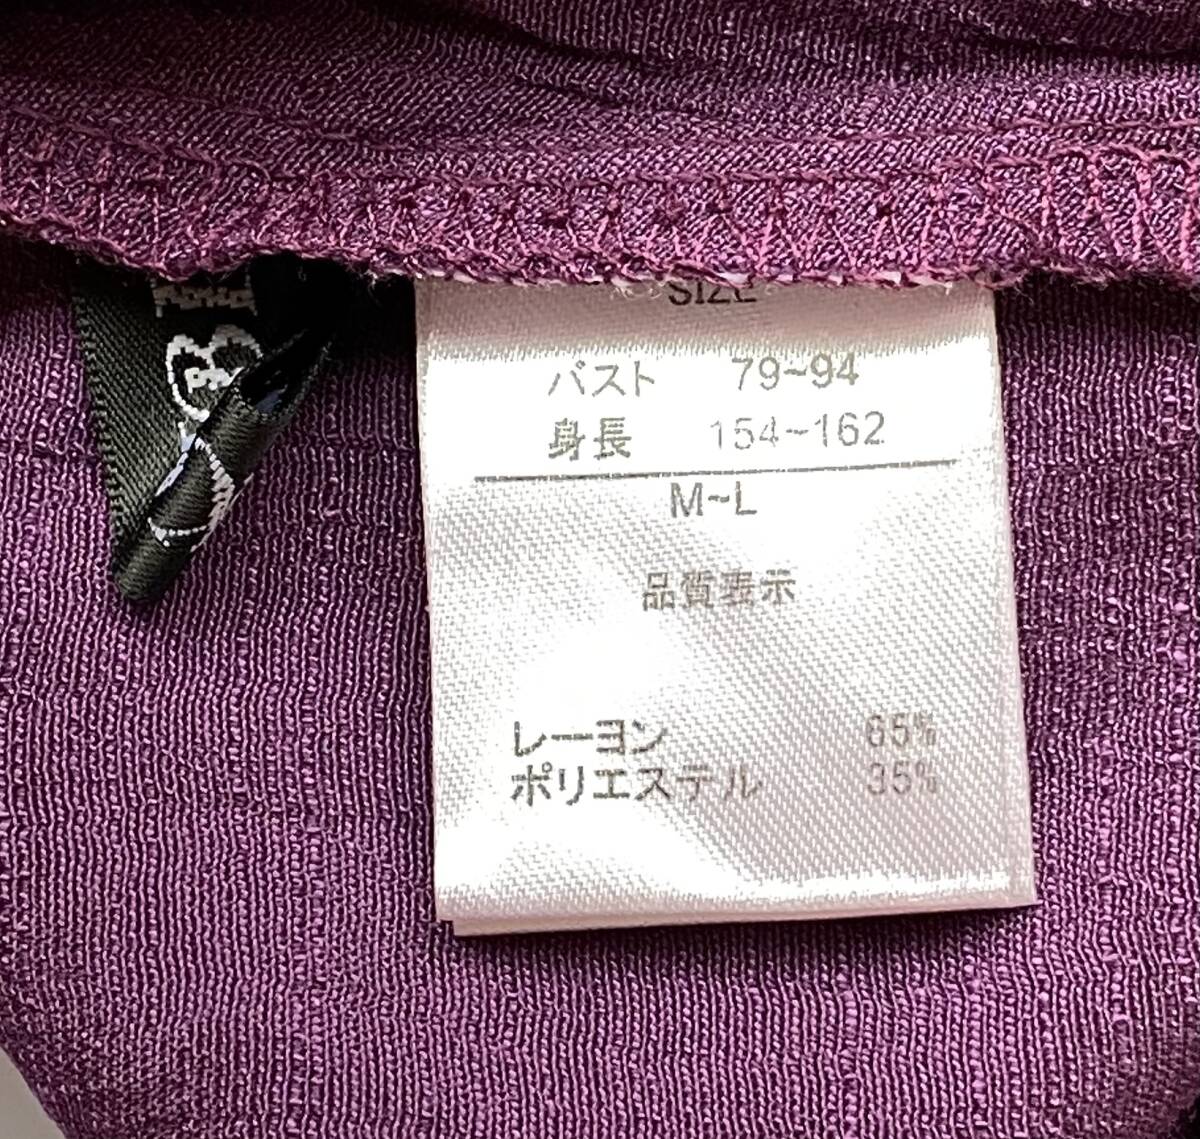 SIZE
バスト 79~94
身長 154~162
M~L
品質表示
レーヨン 65%
ポリエステル 35%